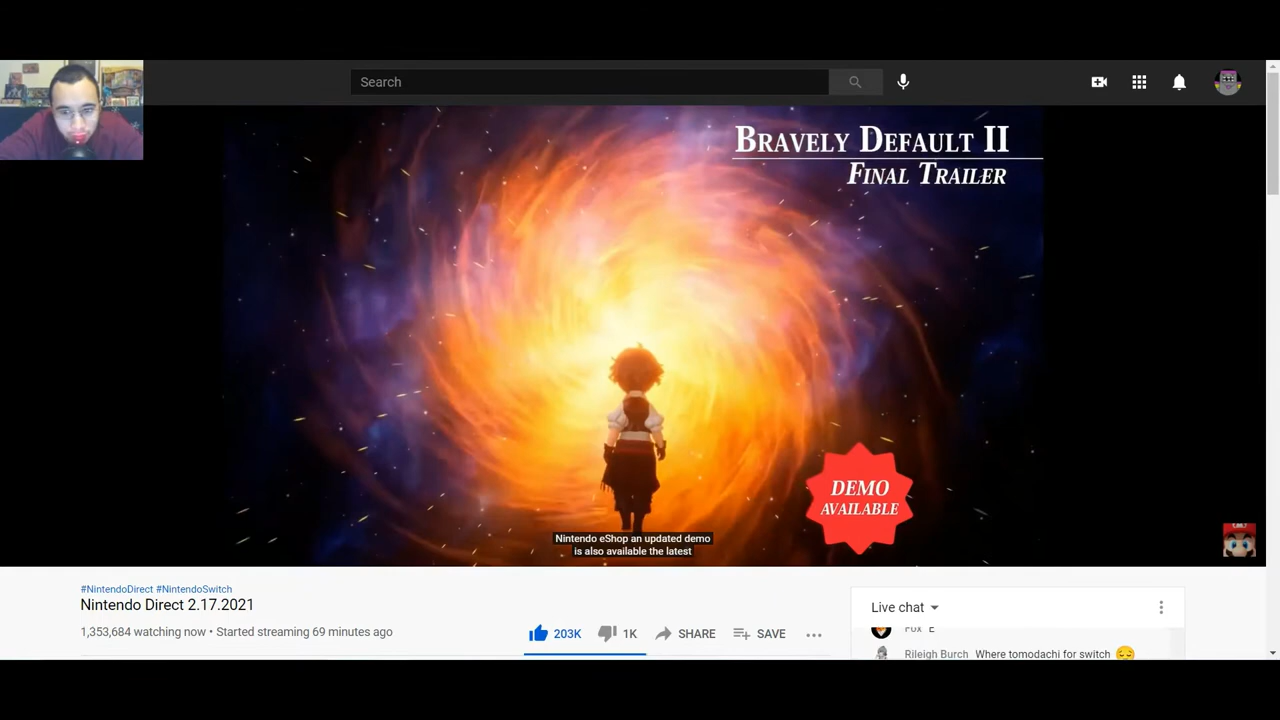 Search
BRAVELY DEFAULT II
FINAL TRAILER
DEMO
AVAILABLE
Nintendo eShop an updated demo
is also available the latest
#NintendoDirect #NintendoSwitch
Nintendo Direct 2.17.2021
1,353,684 watching now • Started streaming 69 minutes ago
203K
1K
SHARE
SAVE
Live chat
Fox E
Rileigh Burch Where tomodachi for switch 😔